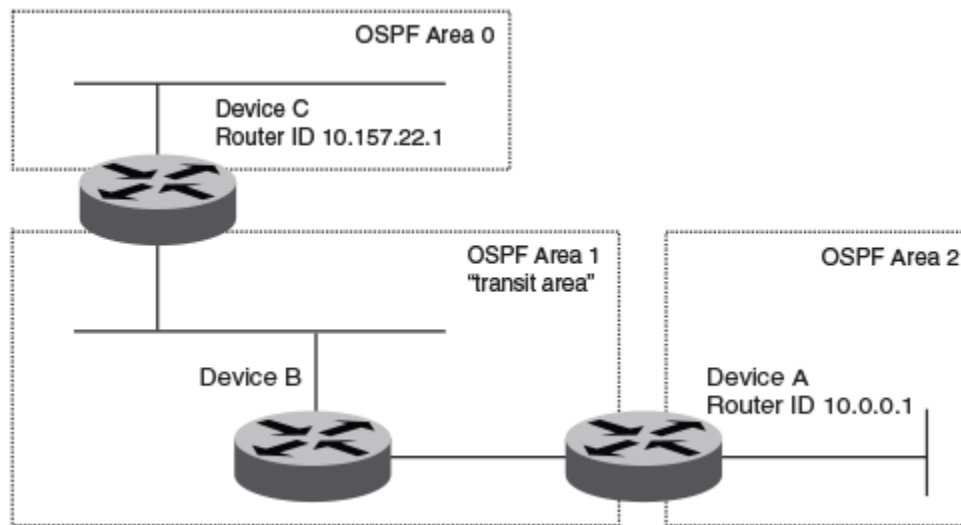 OSPF Area 0
Device C
Router ID 10.157.22.1
OSPF Area 1
“transit area”
OSPF Area 2
Device B
Device A
Router ID 10.0.0.1